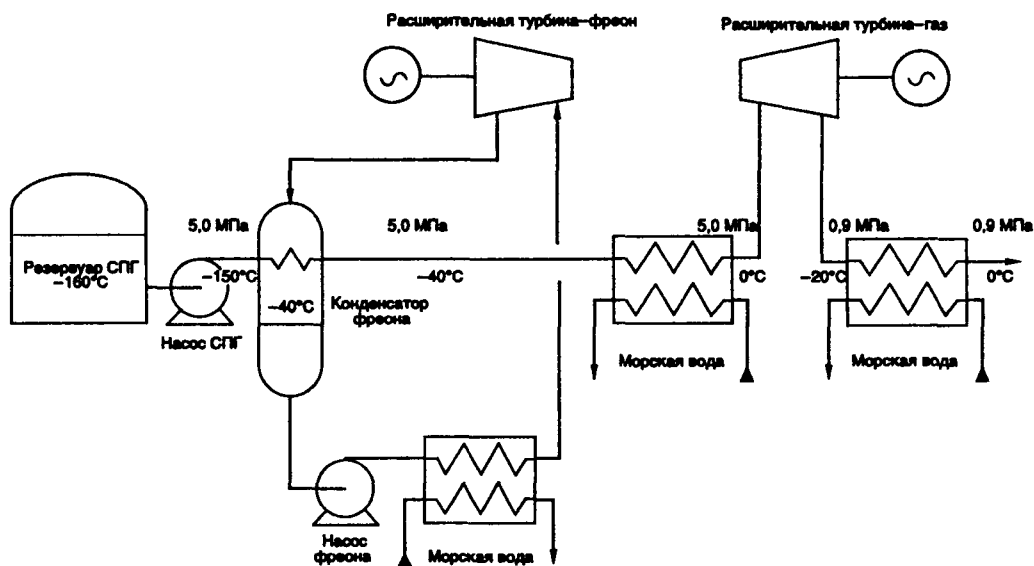 Расширительная турбина–фреон
Расширительная турбина–газ
5,0 МПа
5,0 МПа
5,0 МПа
0,9 МПа
0,9 МПа
Резервуар СПГ
–160°C
–150°C
–40°C
0°C
–20°C
0°C
–40°C
Конденсатор
фреона
Насос СПГ
Морская вода
Морская вода
Насос
фреона
Морская вода